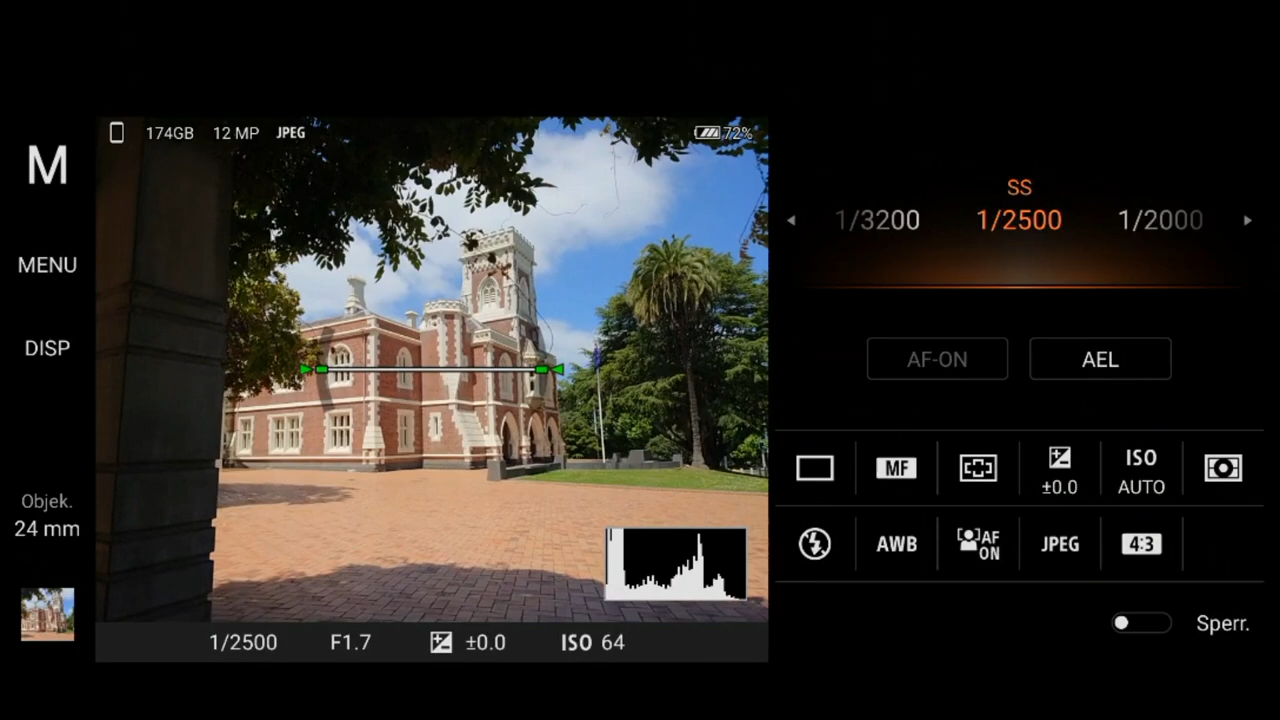 174GB 12 MP JPEG 72%
M
MENU
DISP
Objek.
24 mm
1/2500 F1.7 ±0.0 ISO 64
SS
1/3200 1/2500 1/2000
AF-ON AEL
MF ±0.0 ISO AUTO
AWB AF ON JPEG 4:3
Sperr.